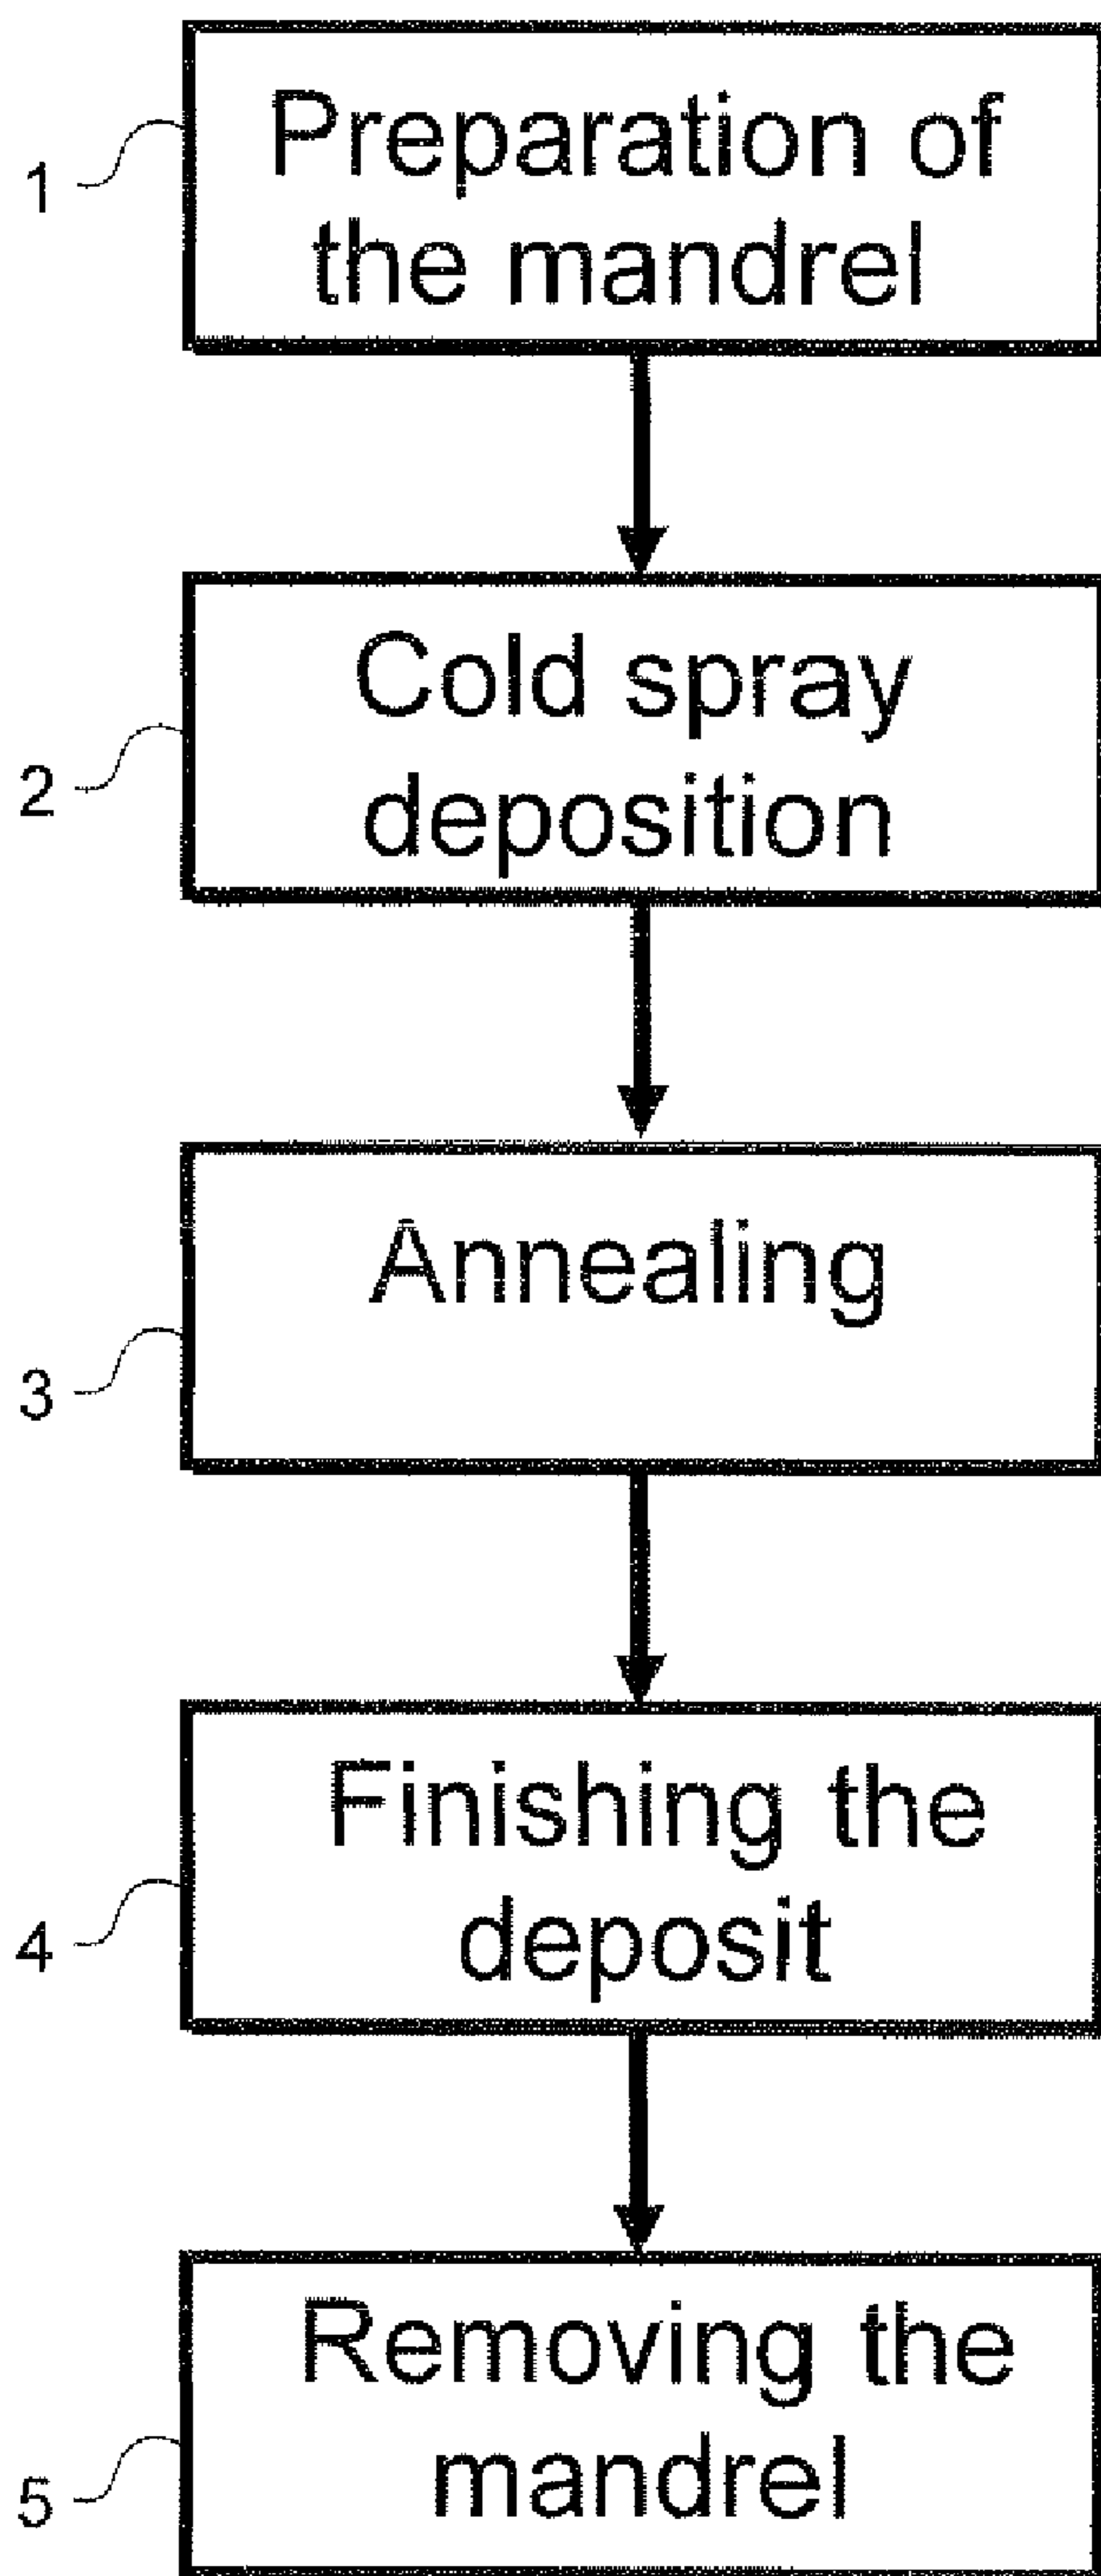 Preparation of
the mandrel
1
Cold spray
deposition
2
Annealing
3
Finishing the
deposit
4
Removing the
mandrel
5